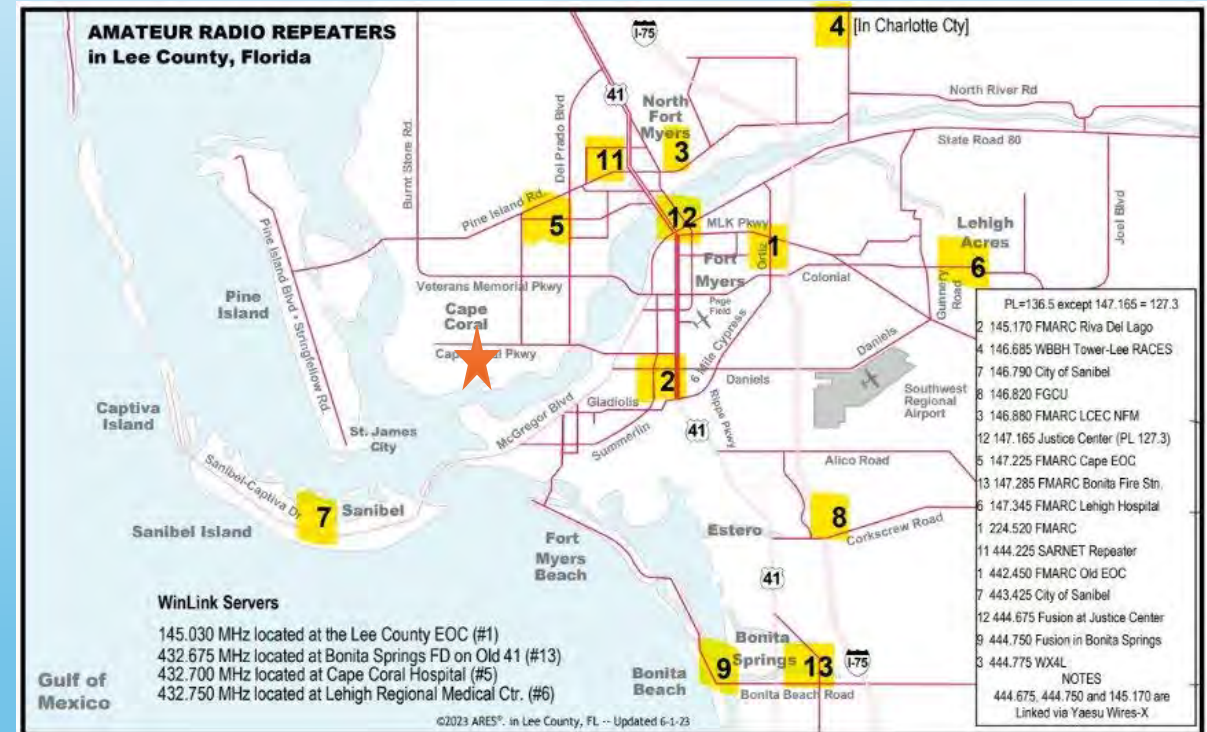 AMATEUR RADIO REPEATERS
in Lee County, Florida
I-75
4 [In Charlotte Cty]
41
North
Fort
Myers
North River Rd
State Road 80
Burnt Store Rd.
Del Prado Blvd
11
3
Pine Island Rd.
5
12
MLK Pkwy
1
Ortiz
Lehigh
Acres
6
Joel Blvd
Fort
Myers
Colonial
Gunnery
Road
Veterans Memorial Pkwy
Page
Field
Pine
Island
Pine Island Blvd • Stringfellow Rd.
Cape
Coral
6 Mile Cypress
Daniels
2
Daniels
Southwest
Regional
Airport
Captiva
Island
St. James
City
McGregor Blvd
Gladiolis
Summerlin
41
Alico Road
Sanibel-Captiva Dr
7
Sanibel
Sanibel Island
Fort
Myers
Beach
Estero
8
Corkscrew Road
41
Bonita
Springs
9
13
I-75
Bonita
Beach
Bonita Beach Road
Gulf of
Mexico
WinLink Servers
145.030 MHz located at the Lee County EOC (#1)
432.675 MHz located at Bonita Springs FD on Old 41 (#13)
432.700 MHz located at Cape Coral Hospital (#5)
432.750 MHz located at Lehigh Regional Medical Ctr. (#6)
©2023 ARES®. in Lee County, FL -- Updated 6-1-23
PL=136.5 except 147.165 = 127.3
2 145.170 FMARC Riva Del Lago
4 146.685 WBBH Tower-Lee RACES
7 146.790 City of Sanibel
8 146.820 FGCU
3 146.880 FMARC LCEC NFM
12 147.165 Justice Center (PL 127.3)
5 147.225 FMARC Cape EOC
13 147.285 FMARC Bonita Fire Stn.
6 147.345 FMARC Lehigh Hospital
1 224.520 FMARC
11 444.225 SARNET Repeater
1 442.450 FMARC Old EOC
7 443.425 City of Sanibel
12 444.675 Fusion at Justice Center
9 444.750 Fusion in Bonita Springs
3 444.775 WX4L
NOTES
444.675, 444.750 and 145.170 are
Linked via Yaesu Wires-X